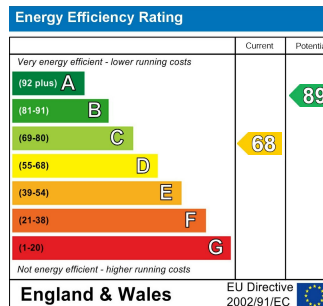 Energy Efficiency Rating
Current Potentia
Very energy efficient - lower running costs
(92 plus) A
89
(81-91) B
(69-80) C
68
(55-68) D
(39-54) E
(21-38) F
(1-20) G
Not energy efficient - higher running costs
England & Wales
EU Directive
2002/91/EC